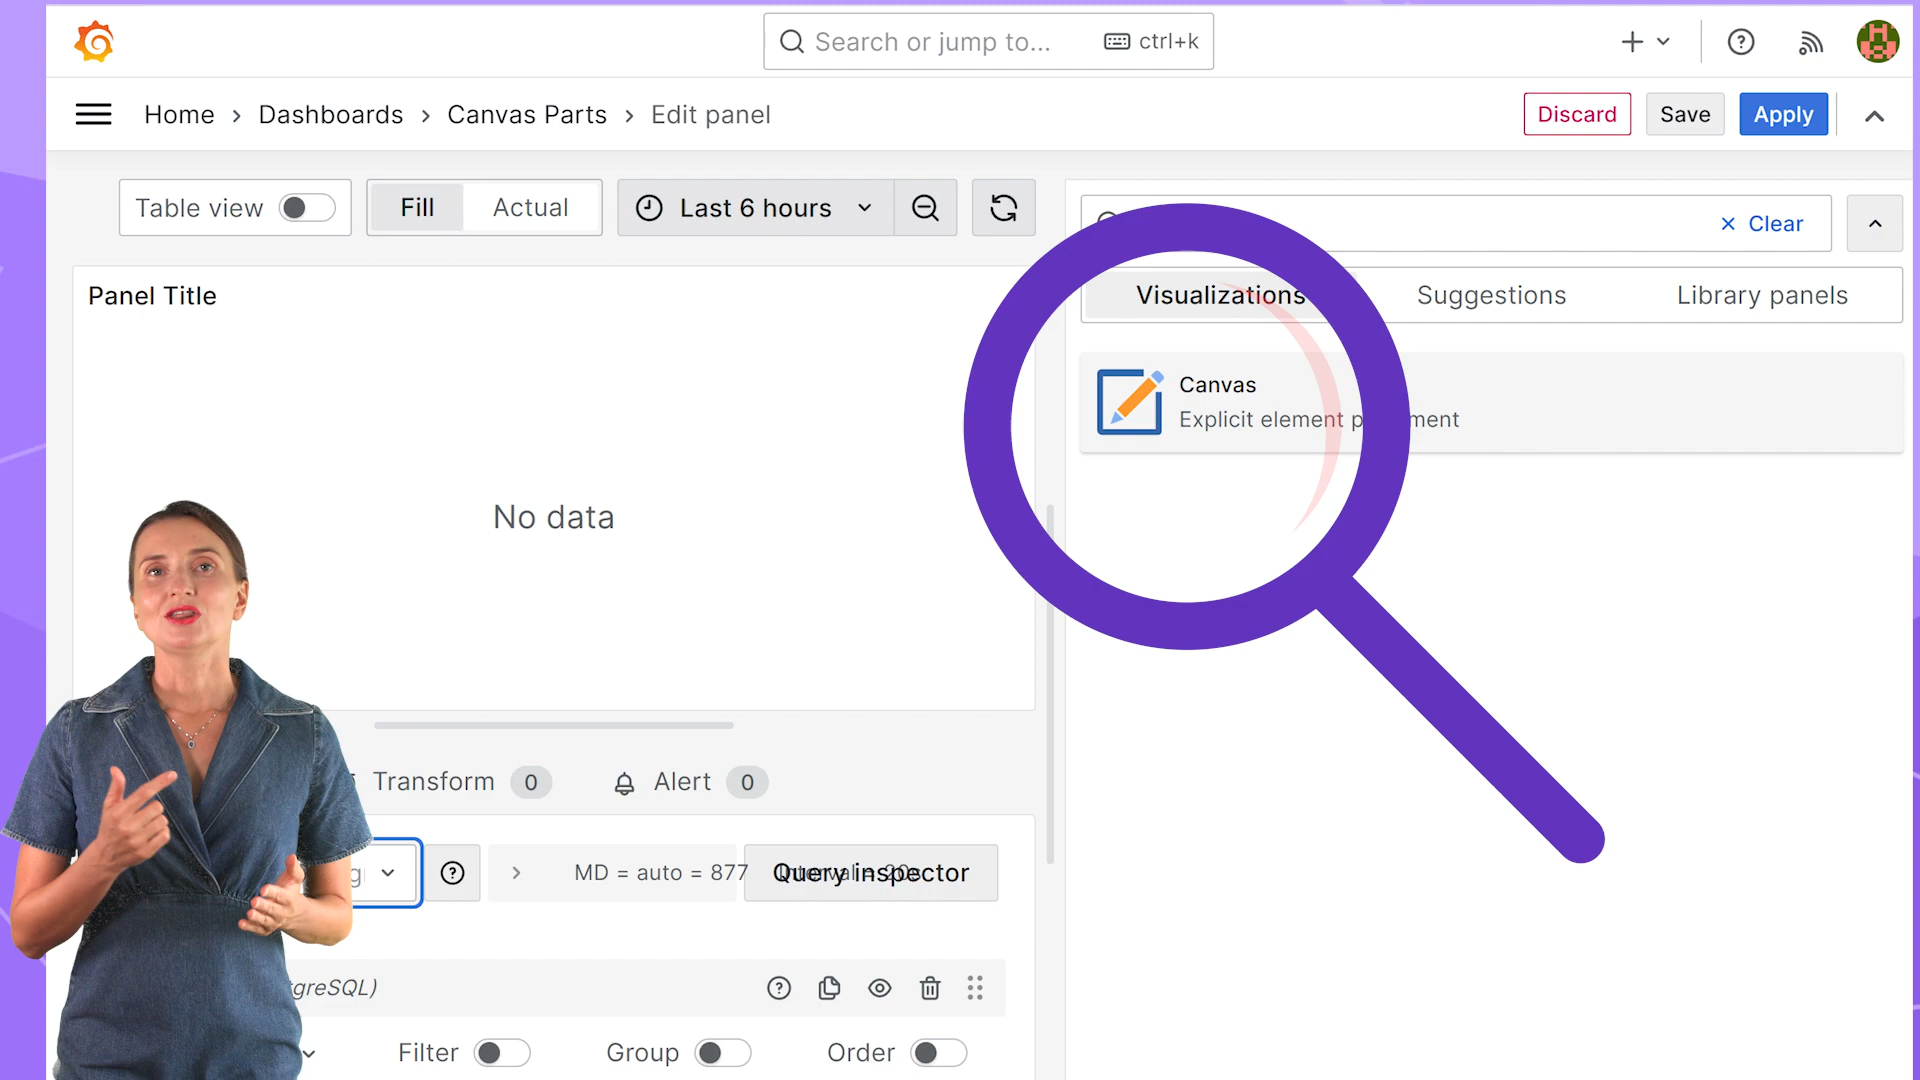 Search or jump to... ctrl+k
Home › Dashboards › Canvas Parts › Edit panel
Discard Save Apply
Table view Fill Actual Last 6 hours
Clear
Panel Title
Visualizations Suggestions Library panels
Canvas
Explicit element
No data
Transform 0 Alert 0
MD = auto = 877 Query inspector
greSQL)
Filter Group Order